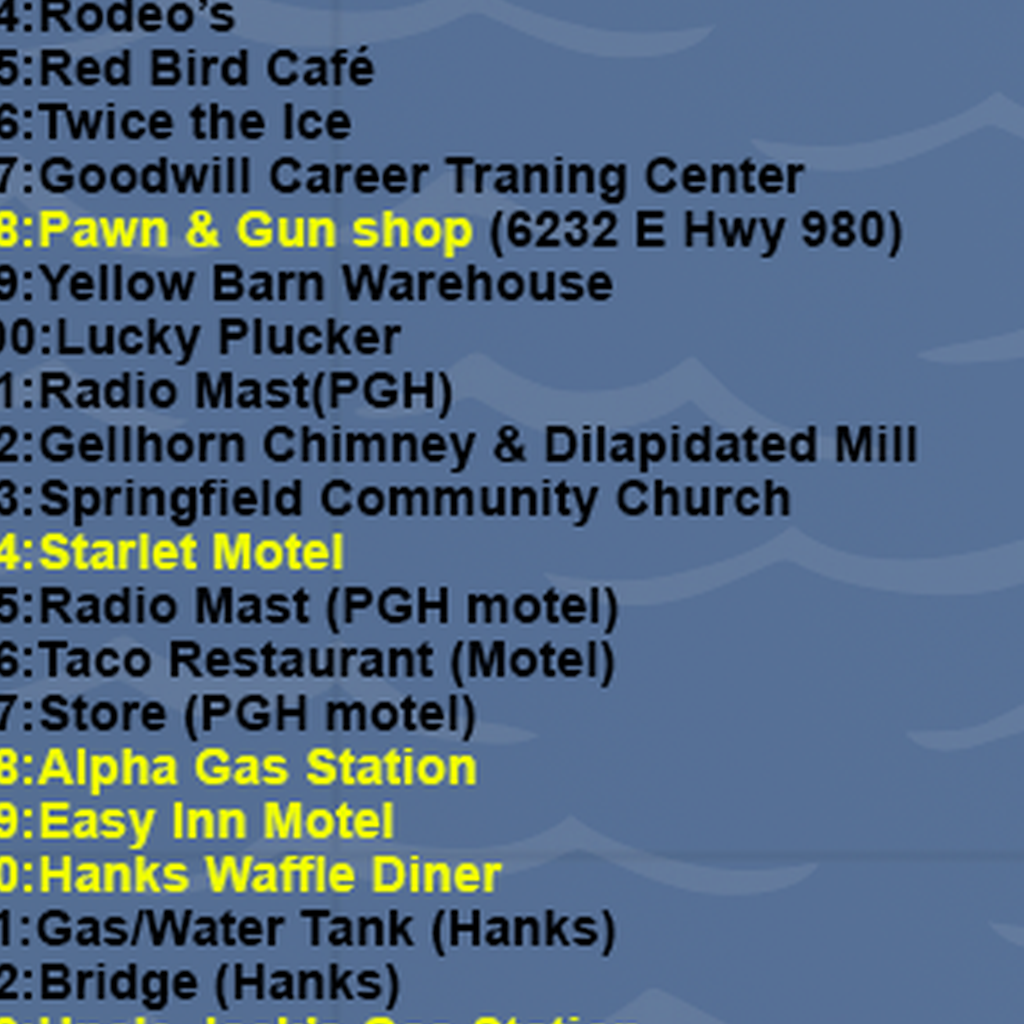 4:Rodeo’s
5:Red Bird Café
6:Twice the Ice
7:Goodwill Career Traning Center
8:Pawn & Gun shop (6232 E Hwy 980)
9:Yellow Barn Warehouse
00:Lucky Plucker
1:Radio Mast(PGH)
2:Gellhorn Chimney & Dilapidated Mill
3:Springfield Community Church
4:Starlet Motel
5:Radio Mast (PGH motel)
6:Taco Restaurant (Motel)
7:Store (PGH motel)
8:Alpha Gas Station
9:Easy Inn Motel
0:Hanks Waffle Diner
1:Gas/Water Tank (Hanks)
2:Bridge (Hanks)